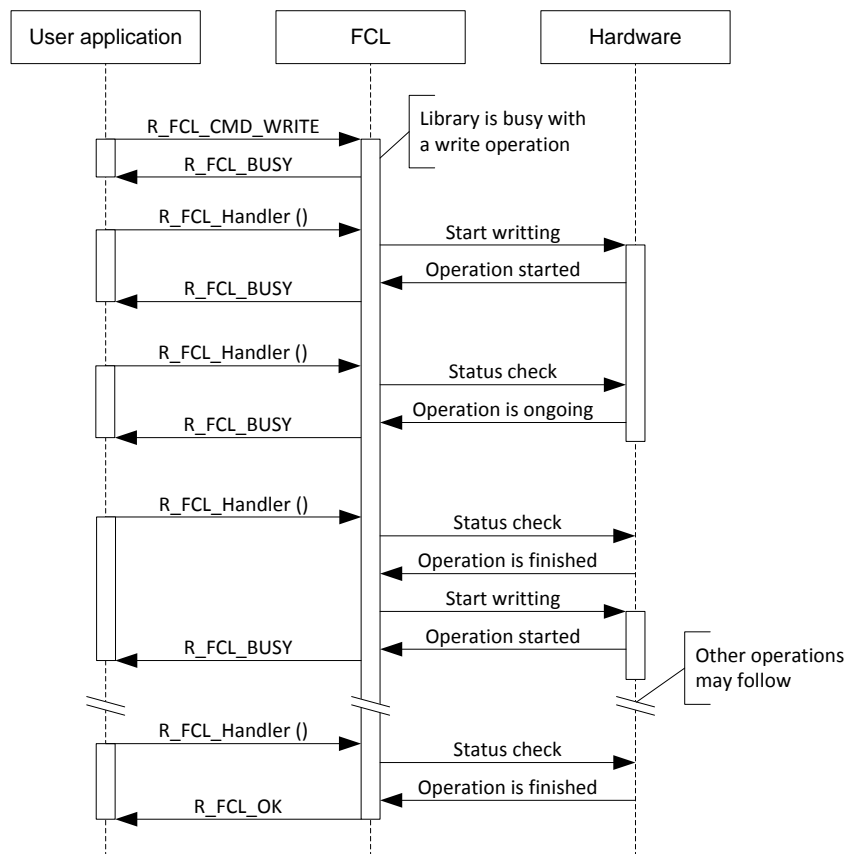 User application
FCL
Hardware
R_FCL_CMD_WRITE
Library is busy with
a write operation
R_FCL_BUSY
R_FCL_Handler ()
Start writting
Operation started
R_FCL_BUSY
R_FCL_Handler ()
Status check
Operation is ongoing
R_FCL_BUSY
R_FCL_Handler ()
Status check
Operation is finished
Start writting
Operation started
R_FCL_BUSY
Other operations
may follow
R_FCL_Handler ()
Status check
Operation is finished
R_FCL_OK